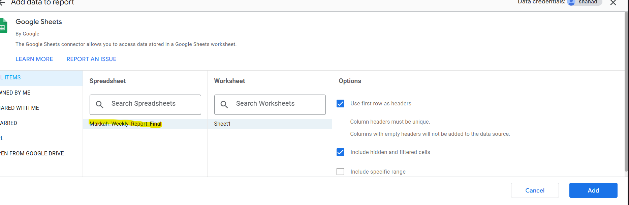 Add data to report
Data credentials: shahad
Google Sheets
By Google
The Google Sheets connector allows you to access data stored in a Google Sheets worksheet.
LEARN MORE REPORT AN ISSUE
ITEMS
Spreadsheet Worksheet Options
WNED BY ME
Search Spreadsheets Search Worksheets Use first row as headers
ARED WITH ME
Column headers must be unique.
ARRED
Weekly Report Final Sheet1
Columns with empty headers will not be added to the data source.
EN FROM GOOGLE DRIVE
Include hidden and filtered cells
Include specific range
Cancel Add